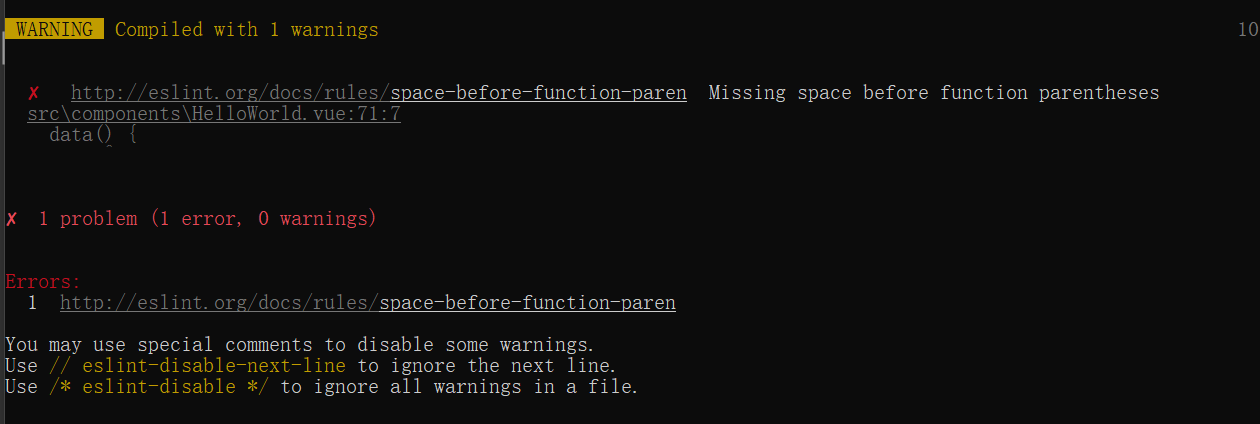 WARNING  Compiled with 1 warnings 10
✗  http://eslint.org/docs/rules/space-before-function-paren  Missing space before function parentheses
src\components\HelloWorld.vue:71:7
data() {
^
✗  1 problem (1 error, 0 warnings)
Errors:
1  http://eslint.org/docs/rules/space-before-function-paren
You may use special comments to disable some warnings.
Use // eslint-disable-next-line to ignore the next line.
Use /* eslint-disable */ to ignore all warnings in a file.